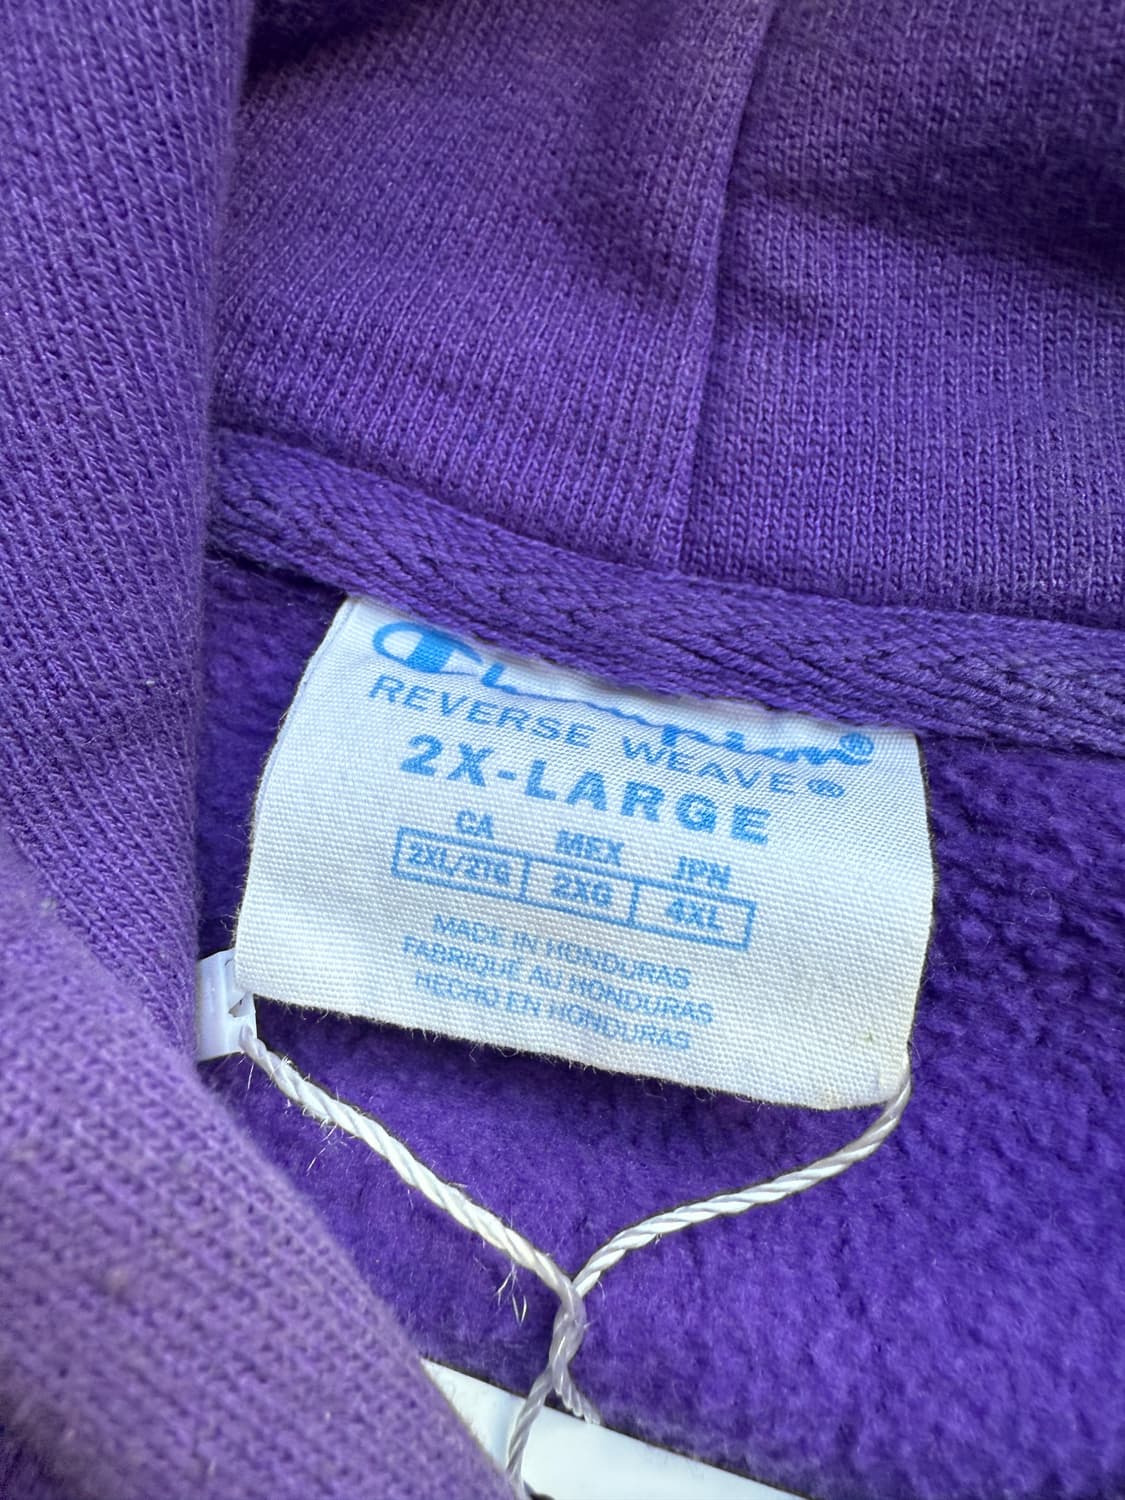 Champion®
REVERSE WEAVE®
2X-LARGE
CA MEX JPN
2XL/2TG 2XG 4XL
MADE IN HONDURAS
FABRIQUÉ AU HONDURAS
HECHO EN HONDURAS